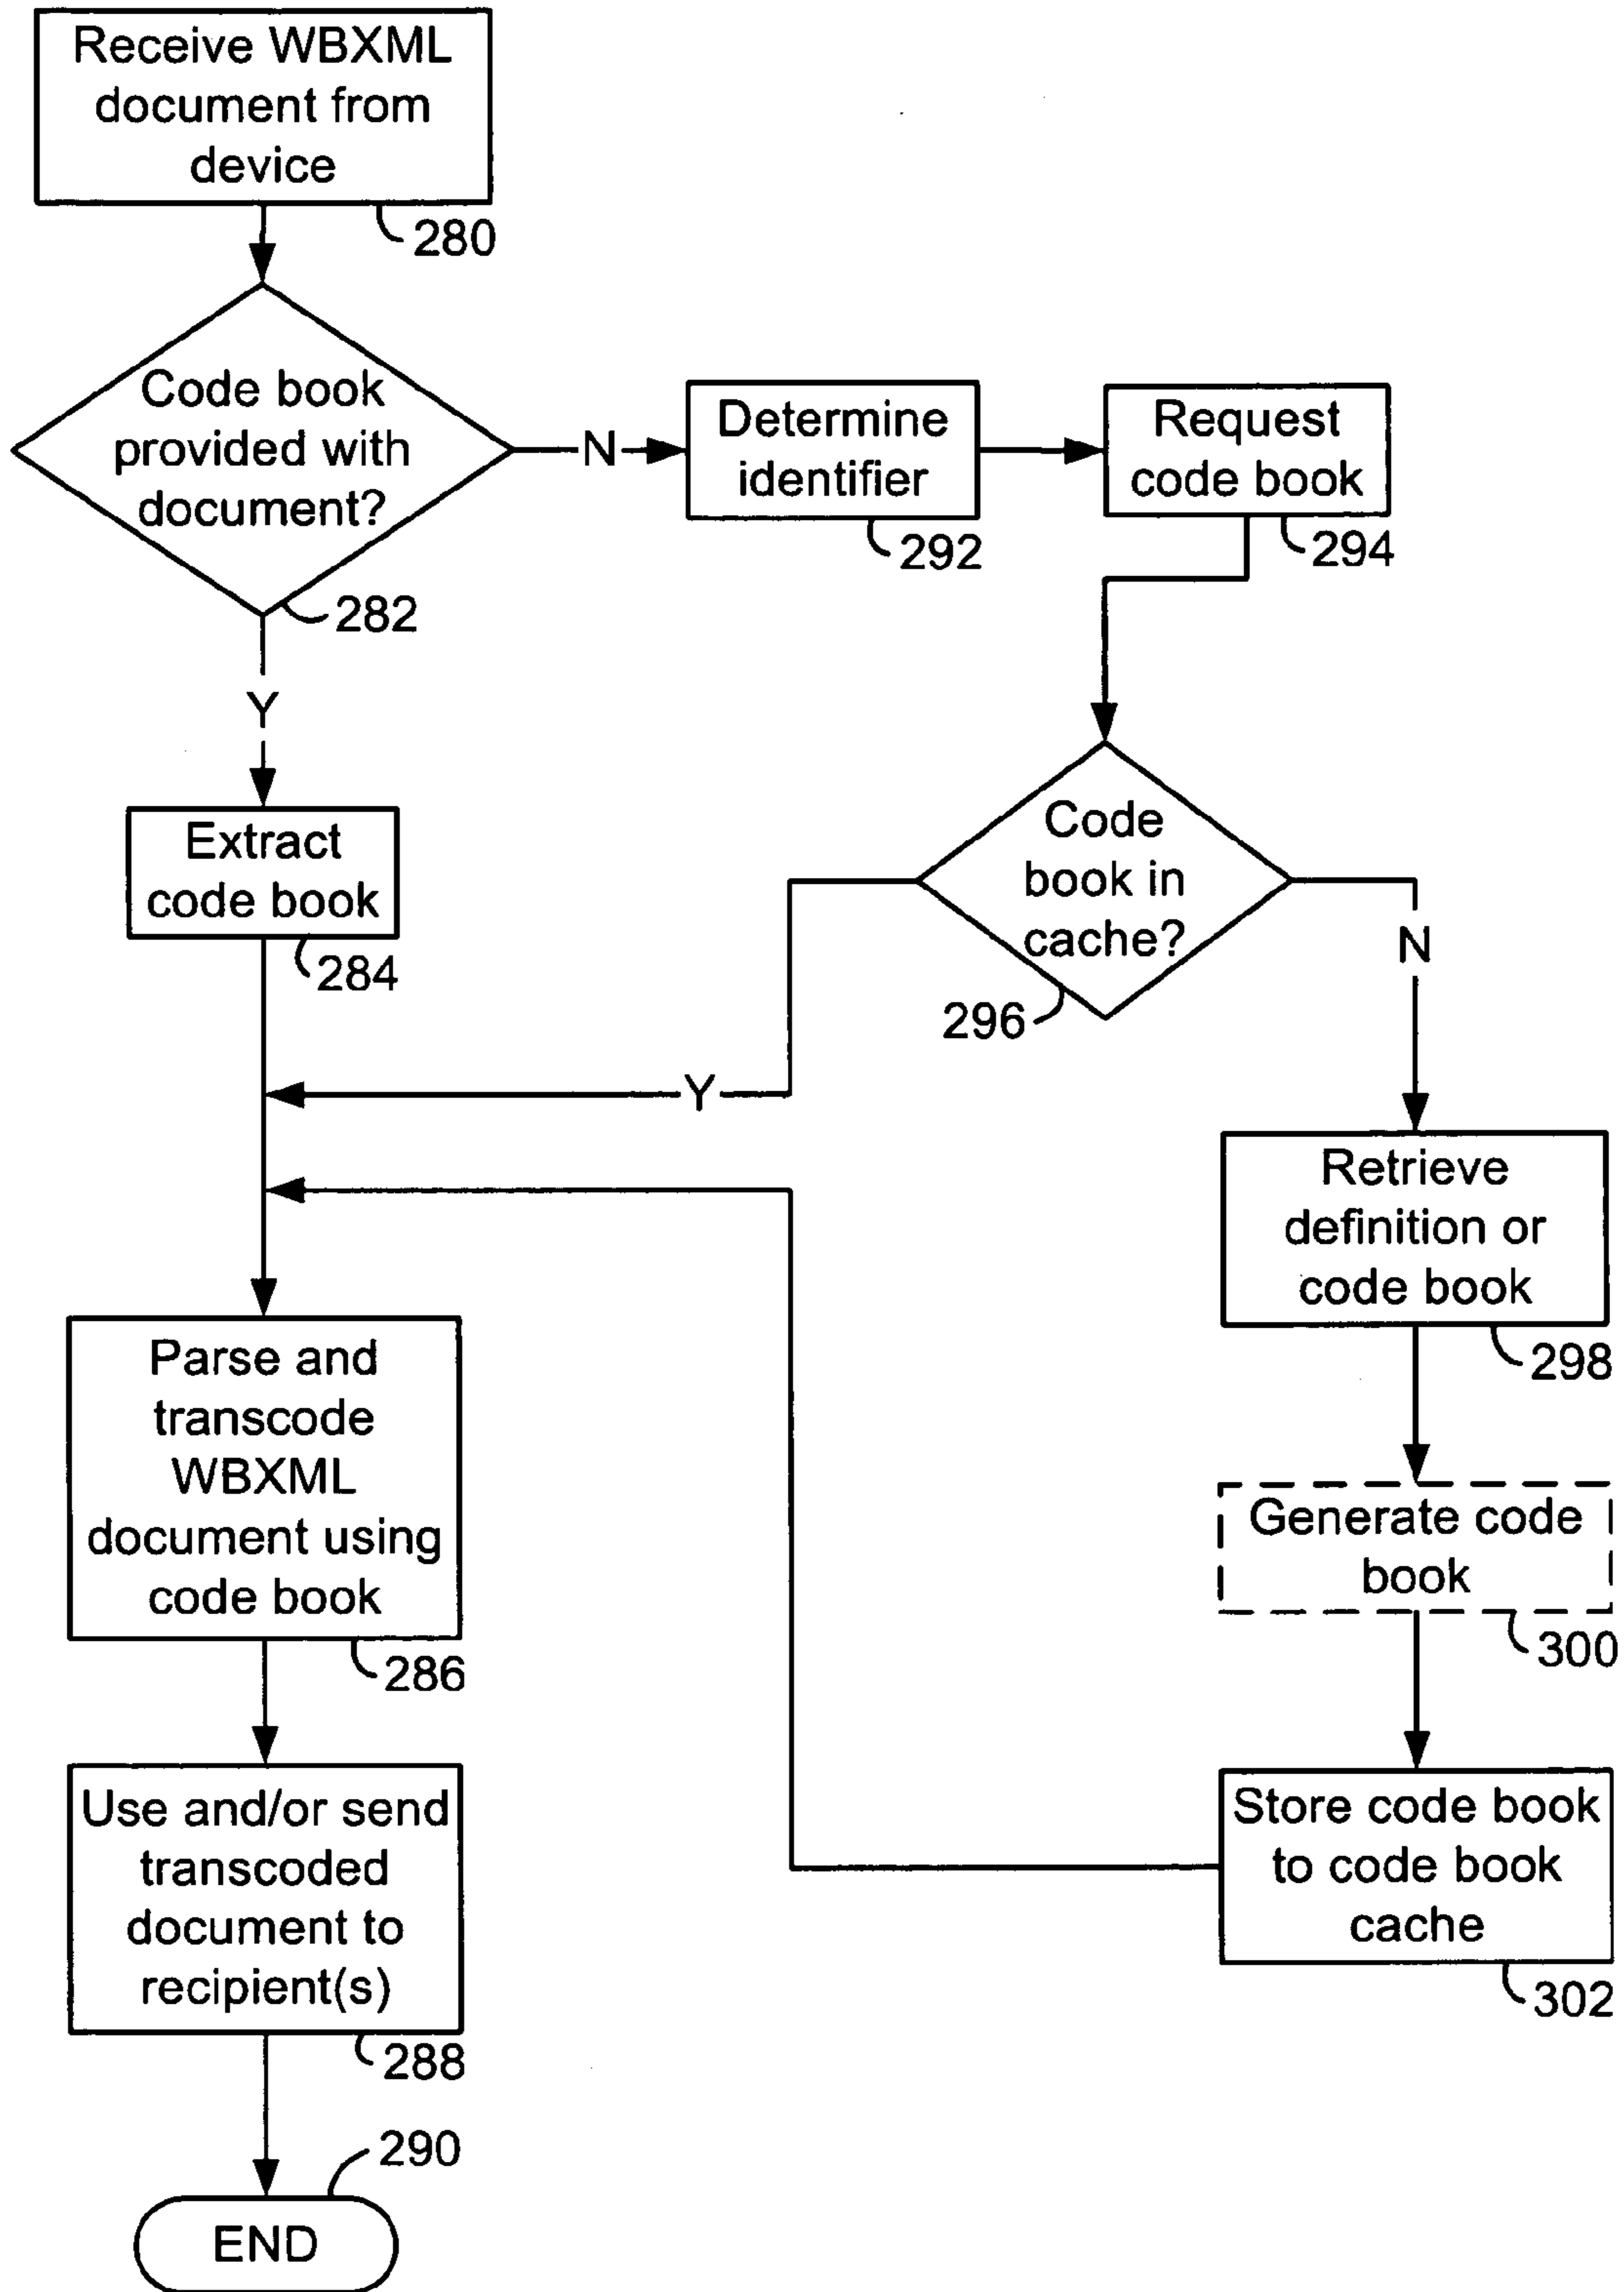 Receive WBXML
document from
device
280
Code book
provided with
document?
282
N
Determine
identifier
292
Request
code book
294
Y
Extract
code book
284
Code
book in
cache?
296
Y
N
Retrieve
definition or
code book
298
Generate code
book
300
Store code book
to code book
cache
302
Parse and
transcode
WBXML
document using
code book
286
Use and/or send
transcoded
document to
recipient(s)
288
290
END